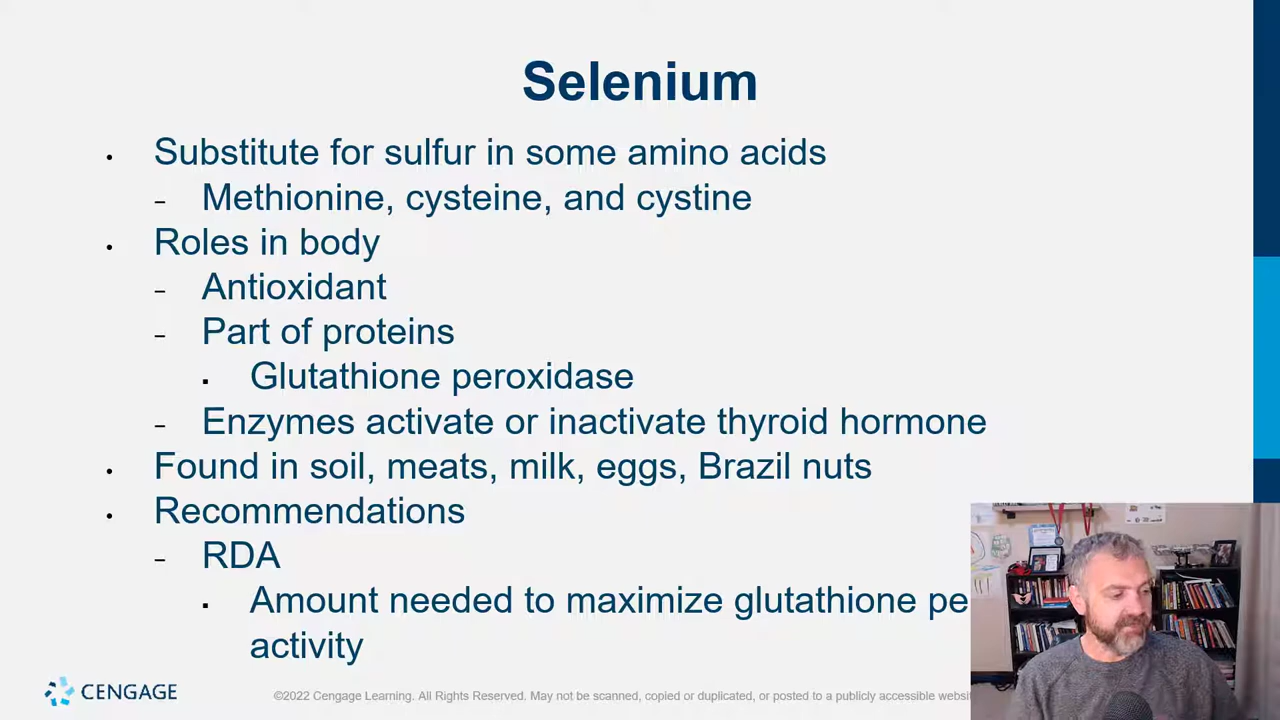 Selenium
• Substitute for sulfur in some amino acids
– Methionine, cysteine, and cystine
• Roles in body
– Antioxidant
– Part of proteins
▪ Glutathione peroxidase
– Enzymes activate or inactivate thyroid hormone
• Found in soil, meats, milk, eggs, Brazil nuts
• Recommendations
– RDA
▪ Amount needed to maximize glutathione pe
activity
CENGAGE
©2022 Cengage Learning. All Rights Reserved. May not be scanned, copied or duplicated, or posted to a publicly accessible websi